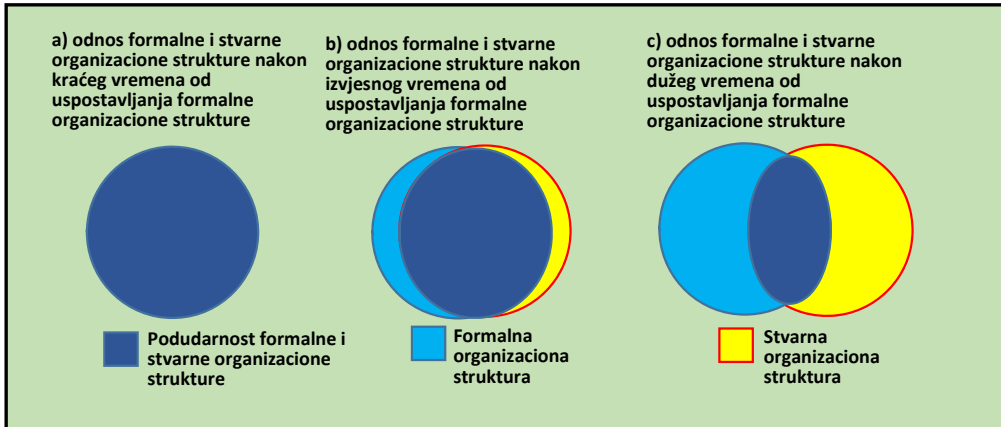 a) odnos formalne i stvarne
organizacione strukture nakon
kraćeg vremena od
uspostavljanja formalne
organizacione strukture
b) odnos formalne i stvarne
organizacione strukture nakon
izvjesnog vremena od
uspostavljanja formalne
organizacione strukture
c) odnos formalne i stvarne
organizacione strukture nakon
dužeg vremena od
uspostavljanja formalne
organizacione strukture
Podudarnost formalne i
stvarne organizacione
strukture
Formalna
organizaciona
struktura
Stvarna
organizaciona
struktura